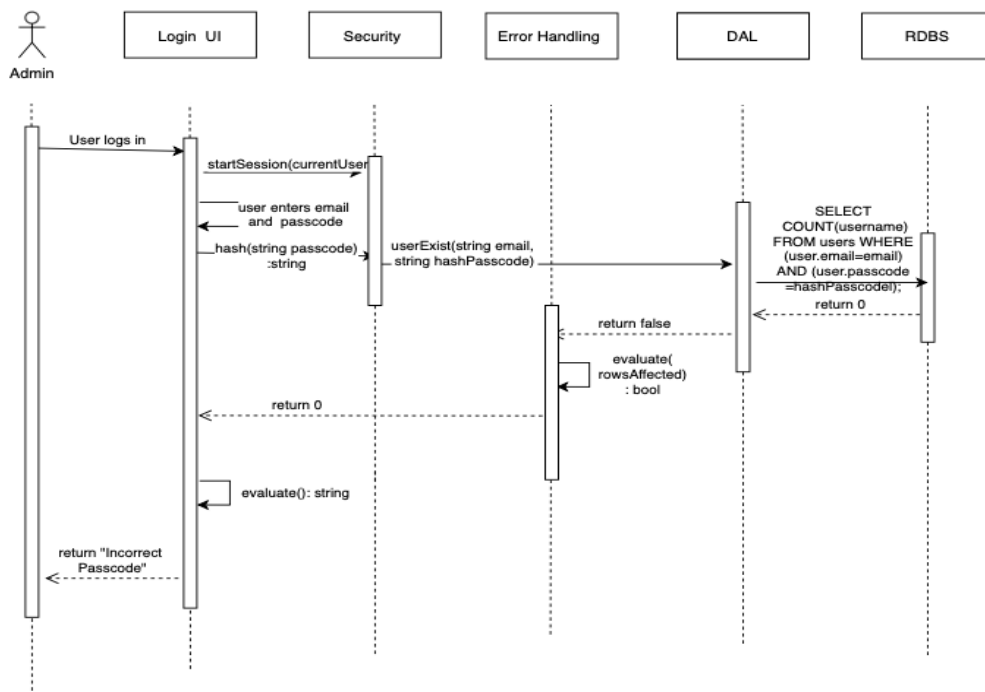 Login UI
Security
Error Handling
DAL
RDBS
Admin
User logs in
startSession(currentUser
user enters email
and passcode
hash(string passcode)
:string
userExist(string email,
string hashPasscode)
SELECT
COUNT(username)
FROM users WHERE
(user.email=email)
AND (user.passcode
=hashPasscodel);
return 0
return false
evaluate(
rowsAffected)
: bool
return 0
evaluate(): string
return "Incorrect
Passcode"